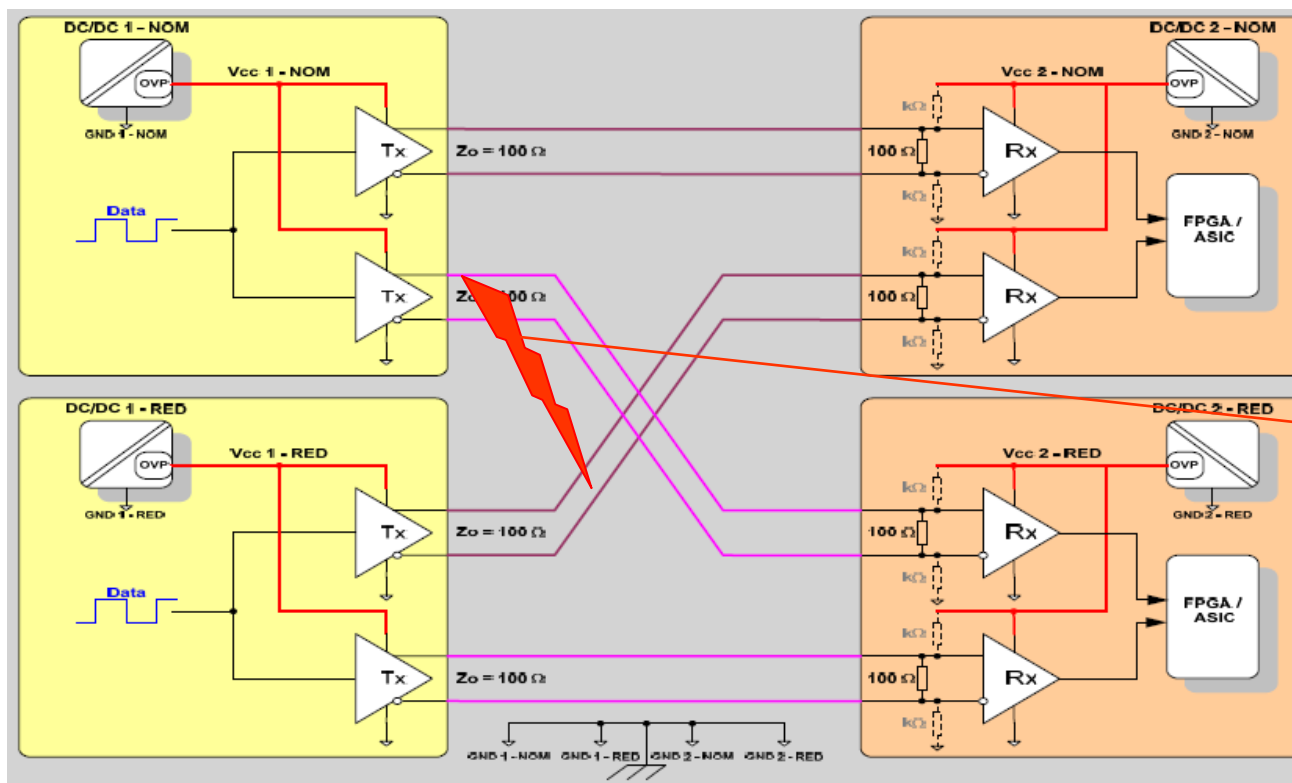 DC/DC 1 - NOM
OVP
Vcc 1 - NOM
GND 1 - NOM
Tx
Zo = 100 Ω
Data
Tx
Zo = 100 Ω
DC/DC 2 - NOM
Vcc 2 - NOM
OVP
GND 2 - NOM
kΩ
100 Ω
Rx
kΩ
kΩ
100 Ω
Rx
kΩ
FPGA /
ASIC
DC/DC 1 - RED
OVP
Vcc 1 - RED
GND 1 - RED
Tx
Zo = 100 Ω
Data
Tx
Zo = 100 Ω
DC/DC 2 - RED
Vcc 2 - RED
OVP
GND 2 - RED
kΩ
100 Ω
Rx
kΩ
kΩ
100 Ω
Rx
kΩ
FPGA /
ASIC
GND 1 - NOM GND 1 - RED GND 2 - NOM GND 2 - RED